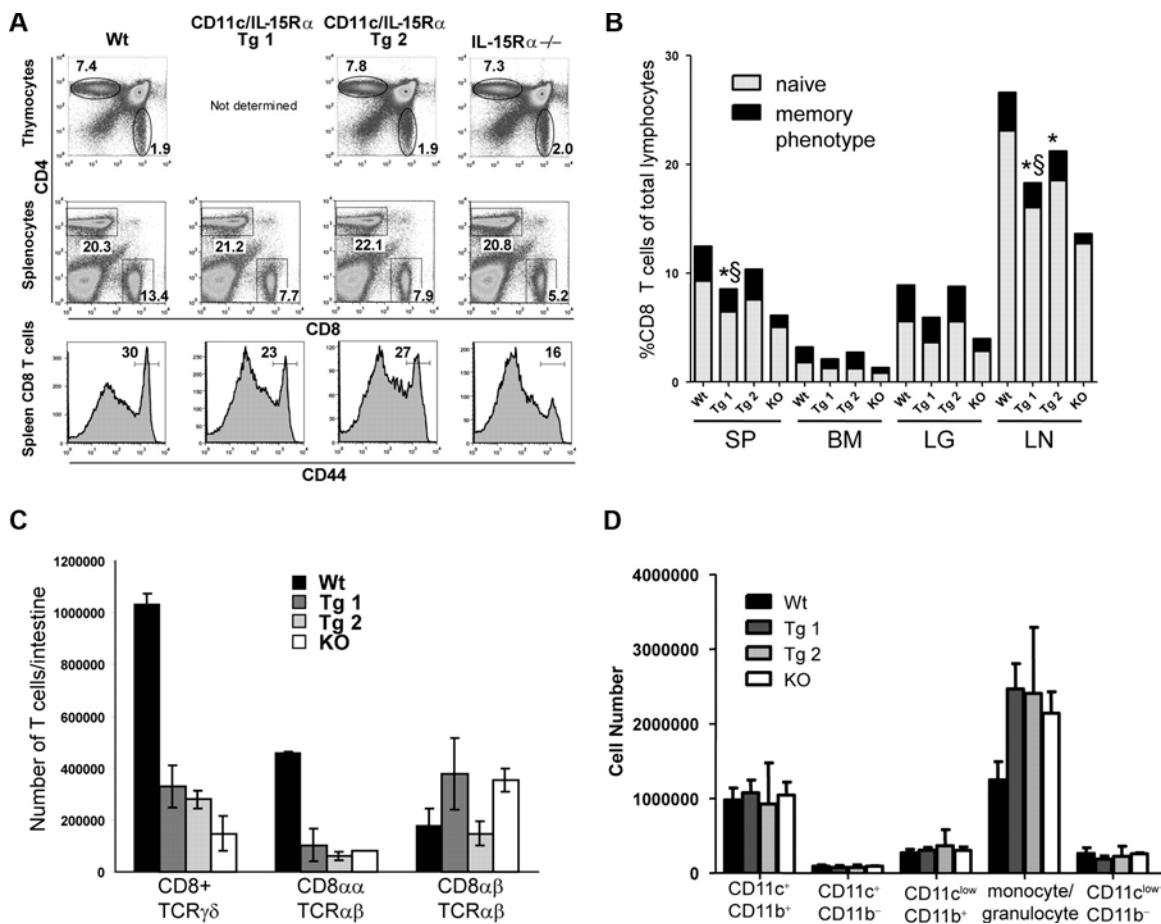 A
Wt
CD11c/IL-15Rα
Tg 1
CD11c/IL-15Rα
Tg 2
IL-15Rα −/−
Thymocytes
7.4
1.9
Not determined
7.8
1.9
7.3
2.0
CD4
Splenocytes
20.3
13.4
21.2
7.7
22.1
7.9
20.8
5.2
CD8
Spleen CD8 T cells
30
23
27
16
CD44
B
%CD8 T cells of total lymphocytes
30
20
10
0
naive
memory
phenotype
*§
*§
*
Wt Tg 1 Tg 2 KO Wt Tg 1 Tg 2 KO Wt Tg 1 Tg 2 KO Wt Tg 1 Tg 2 KO
SP BM LG LN
C
Number of T cells/intestine
1200000
1000000
800000
600000
400000
200000
0
Wt
Tg 1
Tg 2
KO
CD8+ CD8αα CD8αβ
TCRγδ TCRαβ TCRαβ
D
Cell Number
4000000
3000000
2000000
1000000
0
Wt
Tg 1
Tg 2
KO
CD11c⁺ CD11c⁺ CD11c^low monocyte/ CD11c^low
CD11b⁺ CD11b⁻ CD11b⁺ granulocyte CD11b⁻